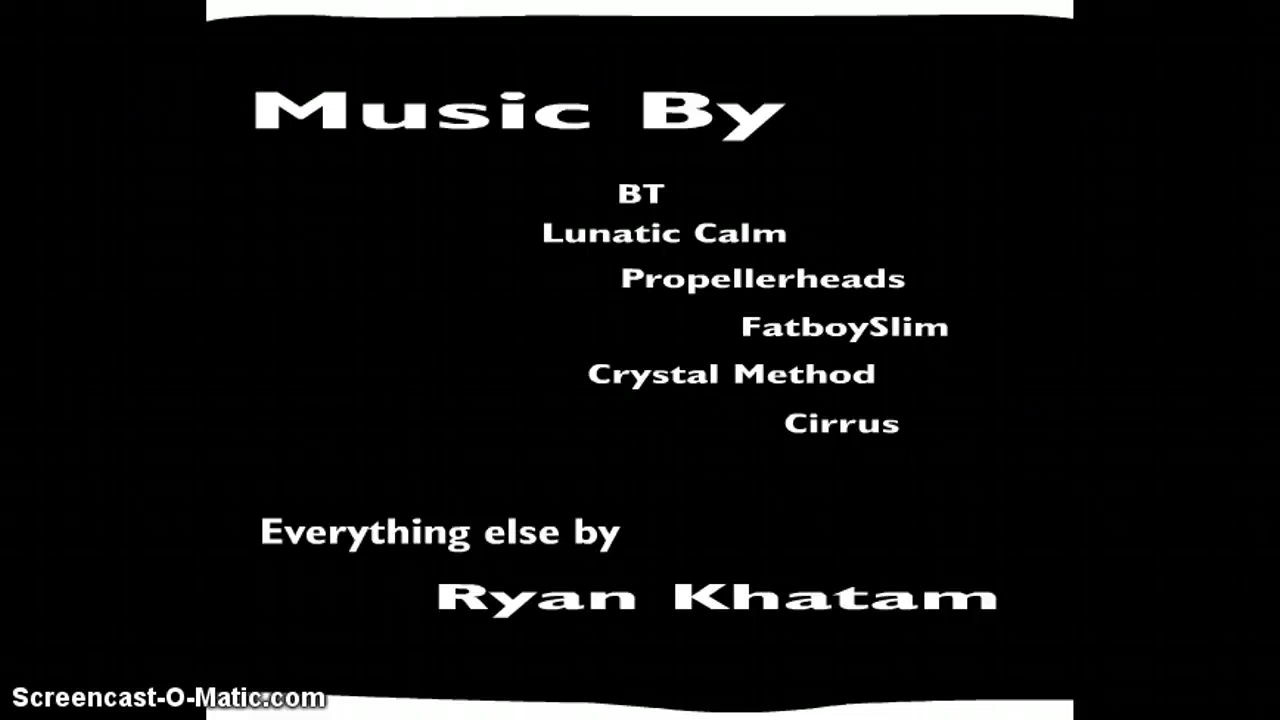 Music By
BT
Lunatic Calm
Propellerheads
FatboySlim
Crystal Method
Cirrus
Everything else by
Ryan Khatam
Screencast-O-Matic.com